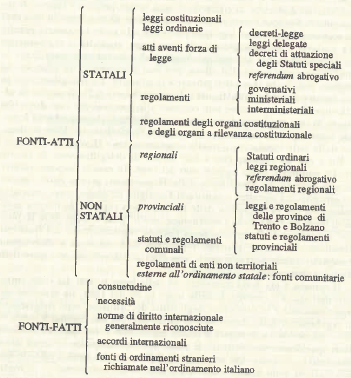 leggi costituzionali
leggi ordinarie
atti aventi forza di
legge
decreti-legge
leggi delegate
decreti di attuazione
degli Statuti speciali
referendum abrogativo
STATALI
regolamenti
governativi
ministeriali
interministeriali
regolamenti degli organi costituzionali
e degli organi a rilevanza costituzionale
FONTI-ATTI
regionali
Statuti ordinari
leggi regionali
referendum abrogativo
regolamenti regionali
NON
STATALI
provinciali
leggi e regolamenti
delle province di
Trento e Bolzano
statuti e regolamenti
provinciali
statuti e regolamenti
comunali
regolamenti di enti non territoriali
esterne all'ordinamento statale: fonti comunitarie
FONTI-FATTI
consuetudine
necessità
norme di diritto internazionale
generalmente riconosciute
accordi internazionali
fonti di ordinamenti stranieri
richiamate nell'ordinamento italiano